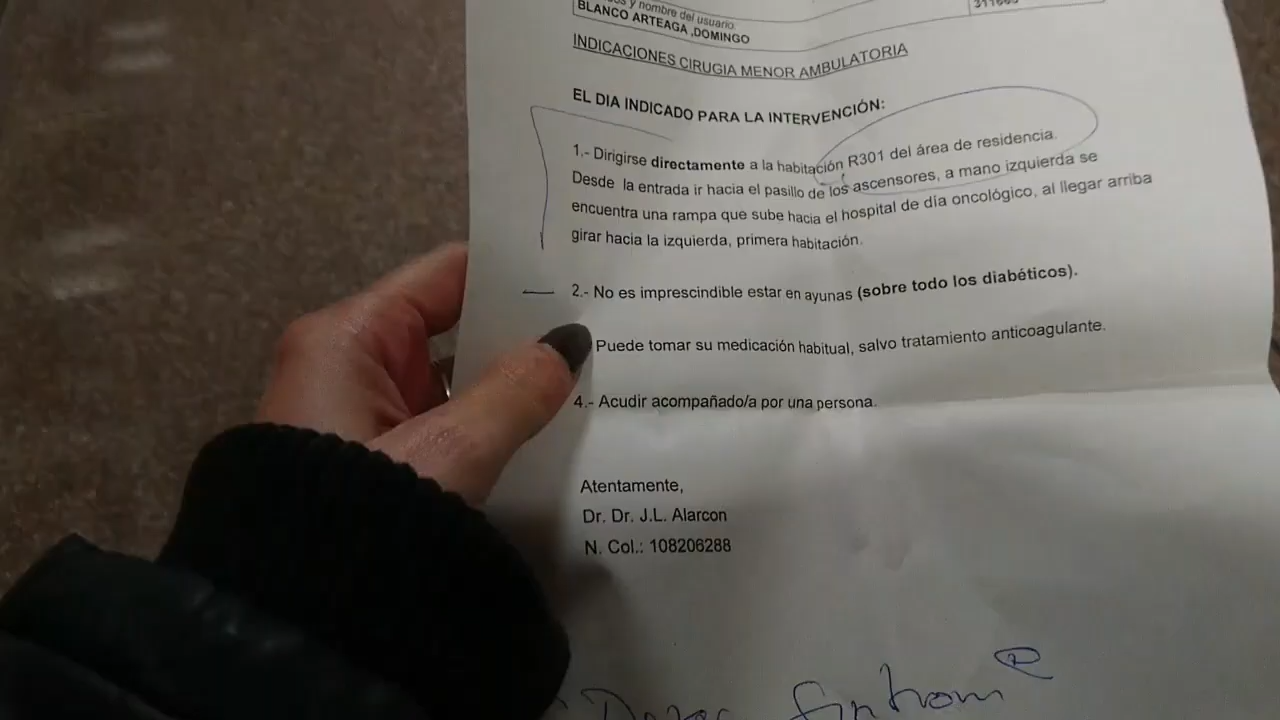 y nombre del usuario
BLANCO ARTEAGA ,DOMINGO
INDICACIONES CIRUGIA MENOR AMBULATORIA
EL DIA INDICADO PARA LA INTERVENCIÓN:
1.- Dirigirse directamente a la habitación R301 del área de residencia.
Desde la entrada ir hacia el pasillo de los ascensores, a mano izquierda se
encuentra una rampa que sube hacia el hospital de día oncológico, al llegar arriba
girar hacia la izquierda, primera habitación.
2.- No es imprescindible estar en ayunas (sobre todo los diabéticos).
Puede tomar su medicación habitual, salvo tratamiento anticoagulante.
4.- Acudir acompañado/a por una persona.
Atentamente,
Dr. Dr. J.L. Alarcon
N. Col.: 108206288
Sintrom ®